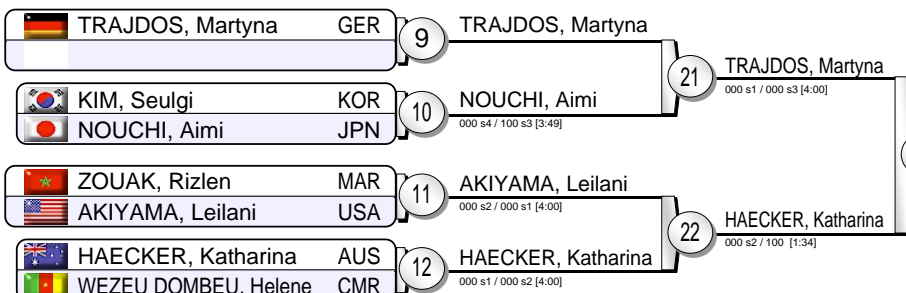 TRAJDOS, Martyna GER
9
TRAJDOS, Martyna
21
TRAJDOS, Martyna
000 s1 / 000 s3 [4:00]
KIM, Seulgi KOR
NOUCHI, Aimi JPN
10
NOUCHI, Aimi
000 s4 / 100 s3 [3:49]
ZOUAK, Rizlen MAR
AKIYAMA, Leilani USA
11
AKIYAMA, Leilani
000 s2 / 000 s1 [4:00]
22
HAECKER, Katharina
000 s2 / 100 [1:34]
HAECKER, Katharina AUS
WEZEU DOMBEU, Helene CMR
12
HAECKER, Katharina
000 s1 / 000 s2 [4:00]